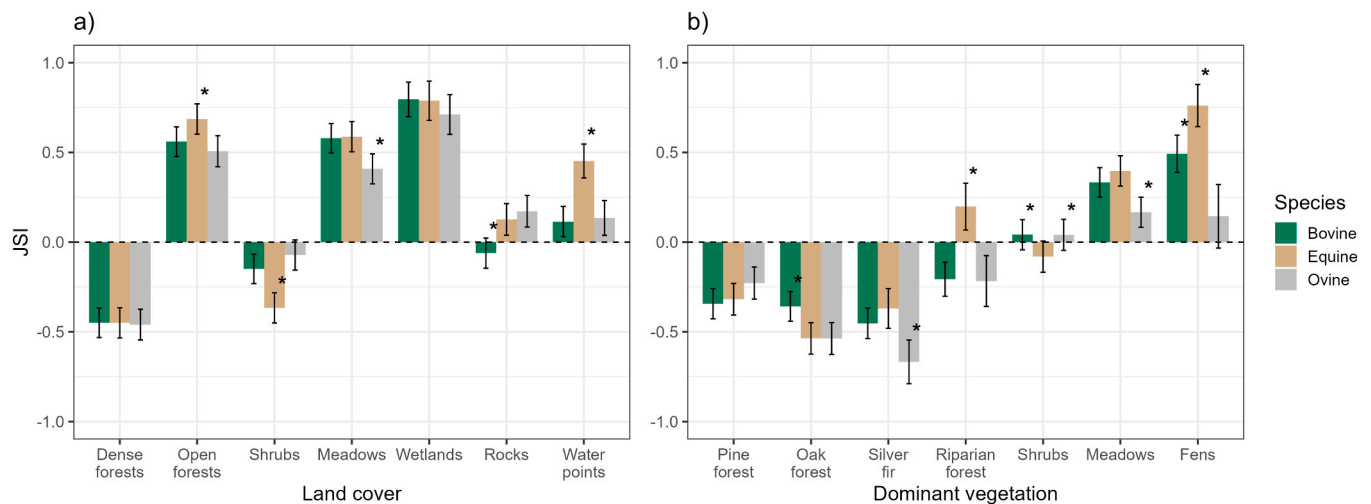 a)
1.0
0.5
0.0
-0.5
-1.0
JSI
*
*
*
*
*
Dense
forests
Open
forests
Shrubs
Meadows
Wetlands
Rocks
Water
points
Land cover
b)
1.0
0.5
0.0
-0.5
-1.0
*
*
*
*
*
*
*
*
Pine
forest
Oak
forest
Silver
fir
Riparian
forest
Shrubs
Meadows
Fens
Dominant vegetation
Species
Bovine
Equine
Ovine